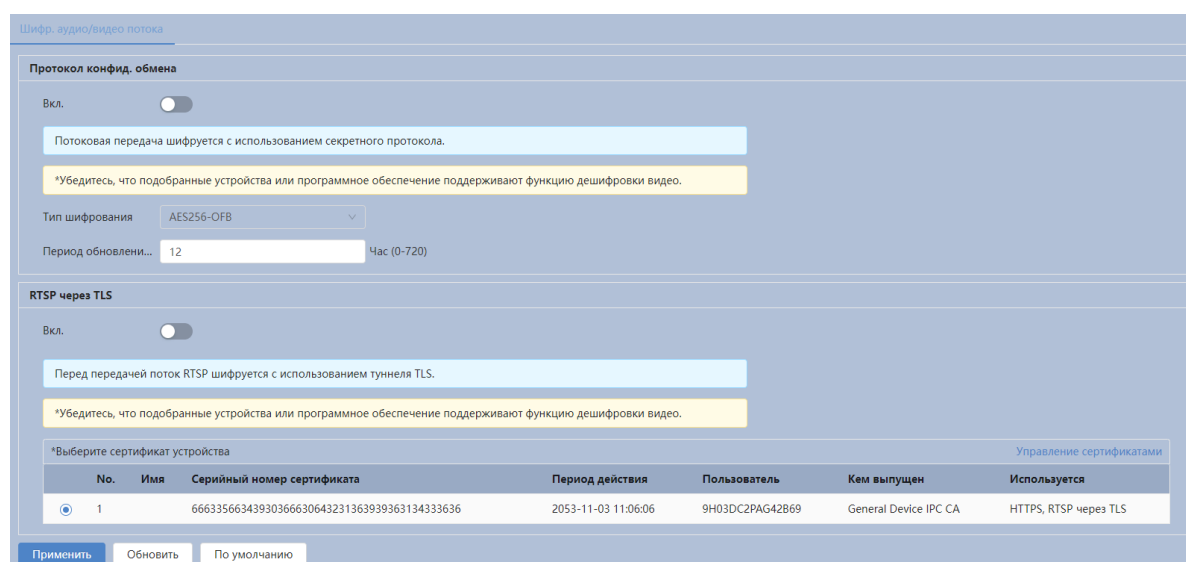 Шифр. аудио/видео потока
Протокол конфид. обмена
Вкл.
Потоковая передача шифруется с использованием секретного протокола.
*Убедитесь, что подобранные устройства или программное обеспечение поддерживают функцию дешифровки видео.
Тип шифрования AES256-OFB
Период обновлени... 12 Час (0-720)
RTSP через TLS
Вкл.
Перед передачей поток RTSP шифруется с использованием туннеля TLS.
*Убедитесь, что подобранные устройства или программное обеспечение поддерживают функцию дешифровки видео.
*Выберите сертификат устройства Управление сертификатами
No. Имя Серийный номер сертификата Период действия Пользователь Кем выпущен Используется
1 66633566343930366630643231363939363134333636 2053-11-03 11:06:06 9H03DC2PAG42B69 General Device IPC CA HTTPS, RTSP через TLS
Применить Обновить По умолчанию